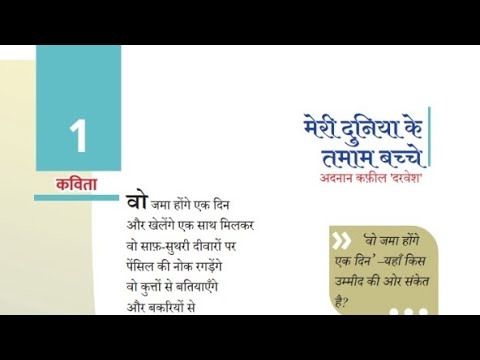 1
कविता
मेरी दुनिया के
तमाम बच्चे
अदनान कफ़ील 'दरवेश'
वो जमा होंगे एक दिन
और खेलेंगे एक साथ मिलकर
वो साफ़-सुथरी दीवारों पर
पेंसिल की नोक रगड़ेंगे
वो कुत्तों से बतियाएँगे
और बकरियों से
'वो जमा होंगे
एक दिन' –यहाँ किस
उम्मीद की ओर संकेत
है?